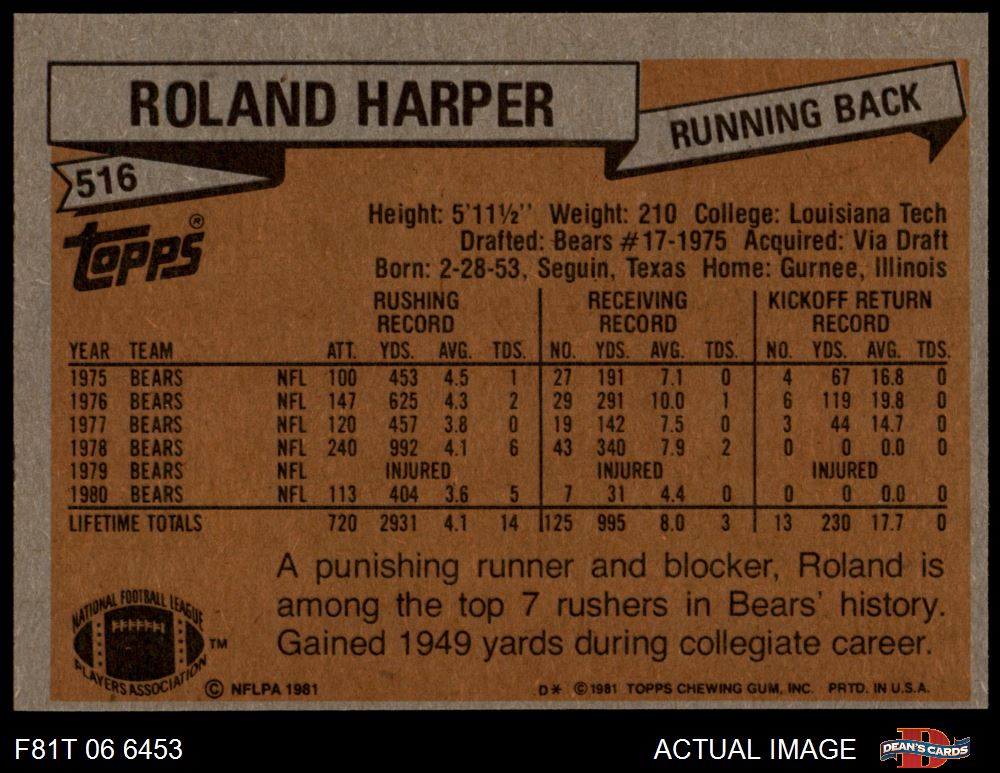 ROLAND HARPER
RUNNING BACK
516
topps®
Height: 5'11½'' Weight: 210 College: Louisiana Tech
Drafted: Bears #17-1975 Acquired: Via Draft
Born: 2-28-53, Seguin, Texas Home: Gurnee, Illinois
RUSHING RECORD RECEIVING RECORD KICKOFF RETURN RECORD
YEAR TEAM ATT. YDS. AVG. TDS. NO. YDS. AVG. TDS. NO. YDS. AVG. TDS.
1975 BEARS NFL 100 453 4.5 1 27 191 7.1 0 4 67 16.8 0
1976 BEARS NFL 147 625 4.3 2 29 291 10.0 1 6 119 19.8 0
1977 BEARS NFL 120 457 3.8 0 19 142 7.5 0 3 44 14.7 0
1978 BEARS NFL 240 992 4.1 6 43 340 7.9 2 0 0 0.0 0
1979 BEARS NFL INJURED INJURED INJURED
1980 BEARS NFL 113 404 3.6 5 7 31 4.4 0 0 0 0.0 0
LIFETIME TOTALS 720 2931 4.1 14 125 995 8.0 3 13 230 17.7 0
A punishing runner and blocker, Roland is
among the top 7 rushers in Bears' history.
Gained 1949 yards during collegiate career.
NATIONAL FOOTBALL LEAGUE
PLAYERS ASSOCIATION
™
© NFLPA 1981
D* ©1981 TOPPS CHEWING GUM, INC. PRTD. IN U.S.A.
F81T 06 6453
ACTUAL IMAGE
DEAN'S CARDS